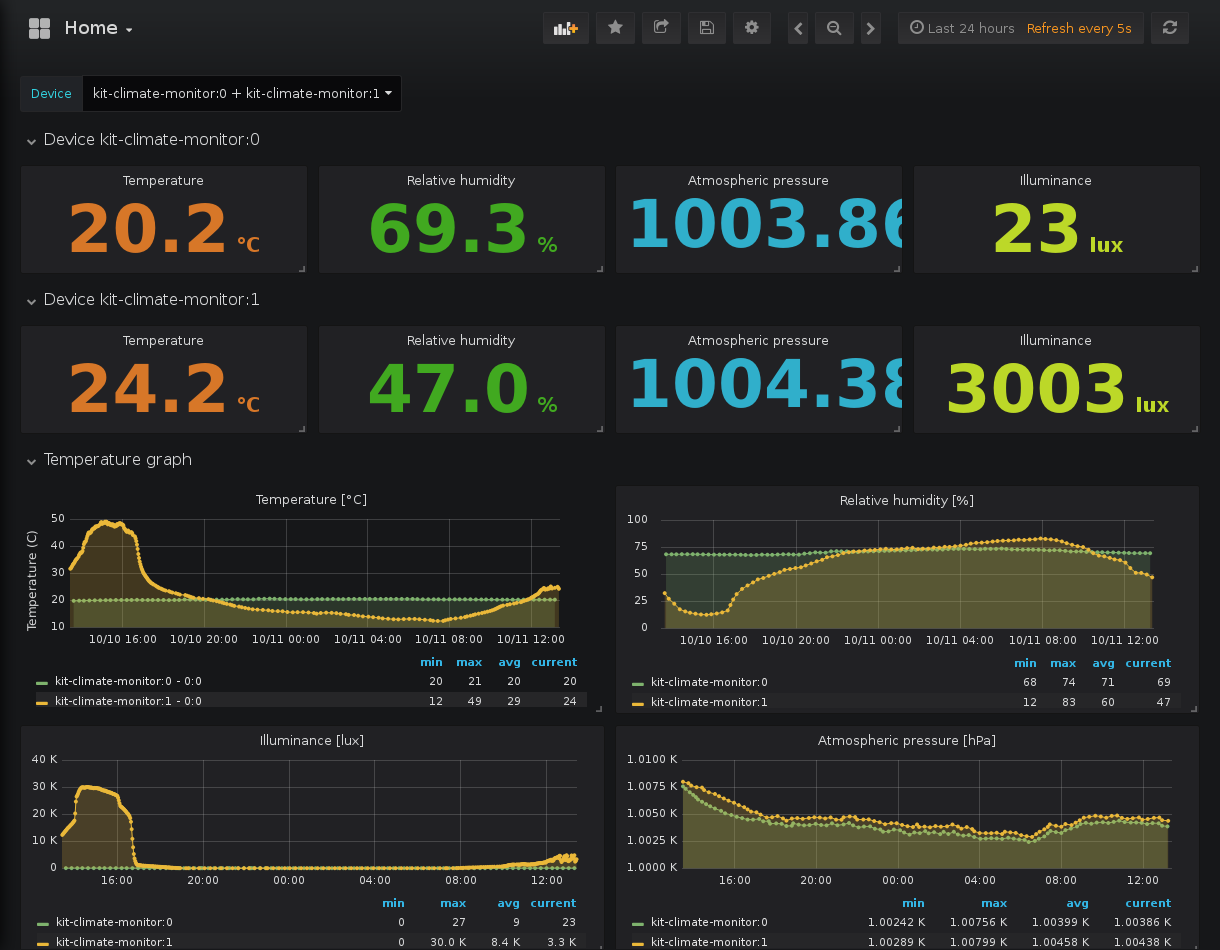 Home
Last 24 hours Refresh every 5s
Device kit-climate-monitor:0 + kit-climate-monitor:1
Device kit-climate-monitor:0
Temperature Relative humidity Atmospheric pressure Illuminance
20.2 °C 69.3 % 1003.86 23 lux
Device kit-climate-monitor:1
Temperature Relative humidity Atmospheric pressure Illuminance
24.2 °C 47.0 % 1004.38 3003 lux
Temperature graph
Temperature [°C]
Temperature (C)
50
40
30
20
10
10/10 16:00 10/10 20:00 10/11 00:00 10/11 04:00 10/11 08:00 10/11 12:00
min max avg current
kit-climate-monitor:0 - 0:0 20 21 20 20
kit-climate-monitor:1 - 0:0 12 49 29 24
Relative humidity [%]
100
75
50
25
0
10/10 16:00 10/10 20:00 10/11 00:00 10/11 04:00 10/11 08:00 10/11 12:00
min max avg current
kit-climate-monitor:0 68 74 71 69
kit-climate-monitor:1 12 83 60 47
Illuminance [lux]
40 K
30 K
20 K
10 K
0
16:00 20:00 00:00 04:00 08:00 12:00
min max avg current
kit-climate-monitor:0 0 27 9 23
kit-climate-monitor:1 0 30.0 K 8.4 K 3.3 K
Atmospheric pressure [hPa]
1.0100 K
1.0075 K
1.0050 K
1.0025 K
1.0000 K
16:00 20:00 00:00 04:00 08:00 12:00
min max avg current
kit-climate-monitor:0 1.00242 K 1.00756 K 1.00399 K 1.00386 K
kit-climate-monitor:1 1.00289 K 1.00799 K 1.00458 K 1.00438 K